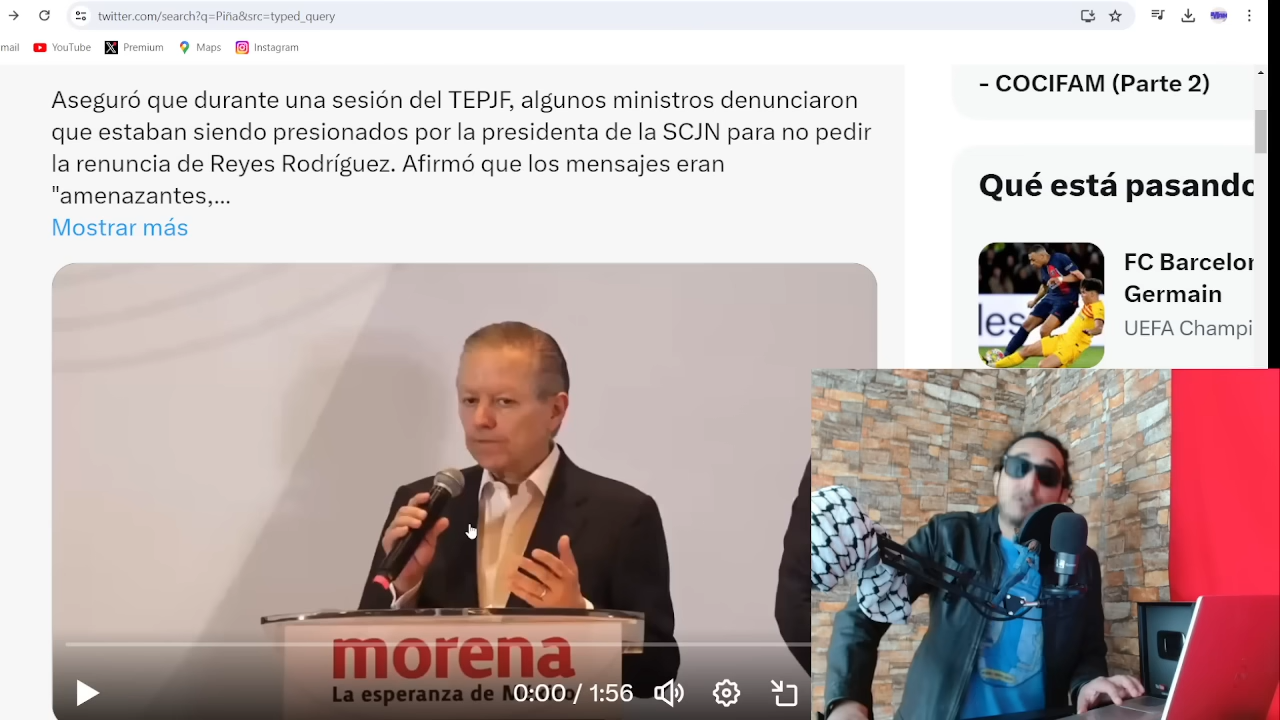 twitter.com/search?q=Piña&src=typed_query
mail
YouTube
Premium
Maps
Instagram
Aseguró que durante una sesión del TEPJF, algunos ministros denunciaron
que estaban siendo presionados por la presidenta de la SCJN para no pedir
la renuncia de Reyes Rodríguez. Afirmó que los mensajes eran
"amenazantes,...
Mostrar más
morena
La esperanza de
0:00 / 1:56
- COCIFAM (Parte 2)
Qué está pasando
FC Barcelon
Germain
UEFA Champi
les